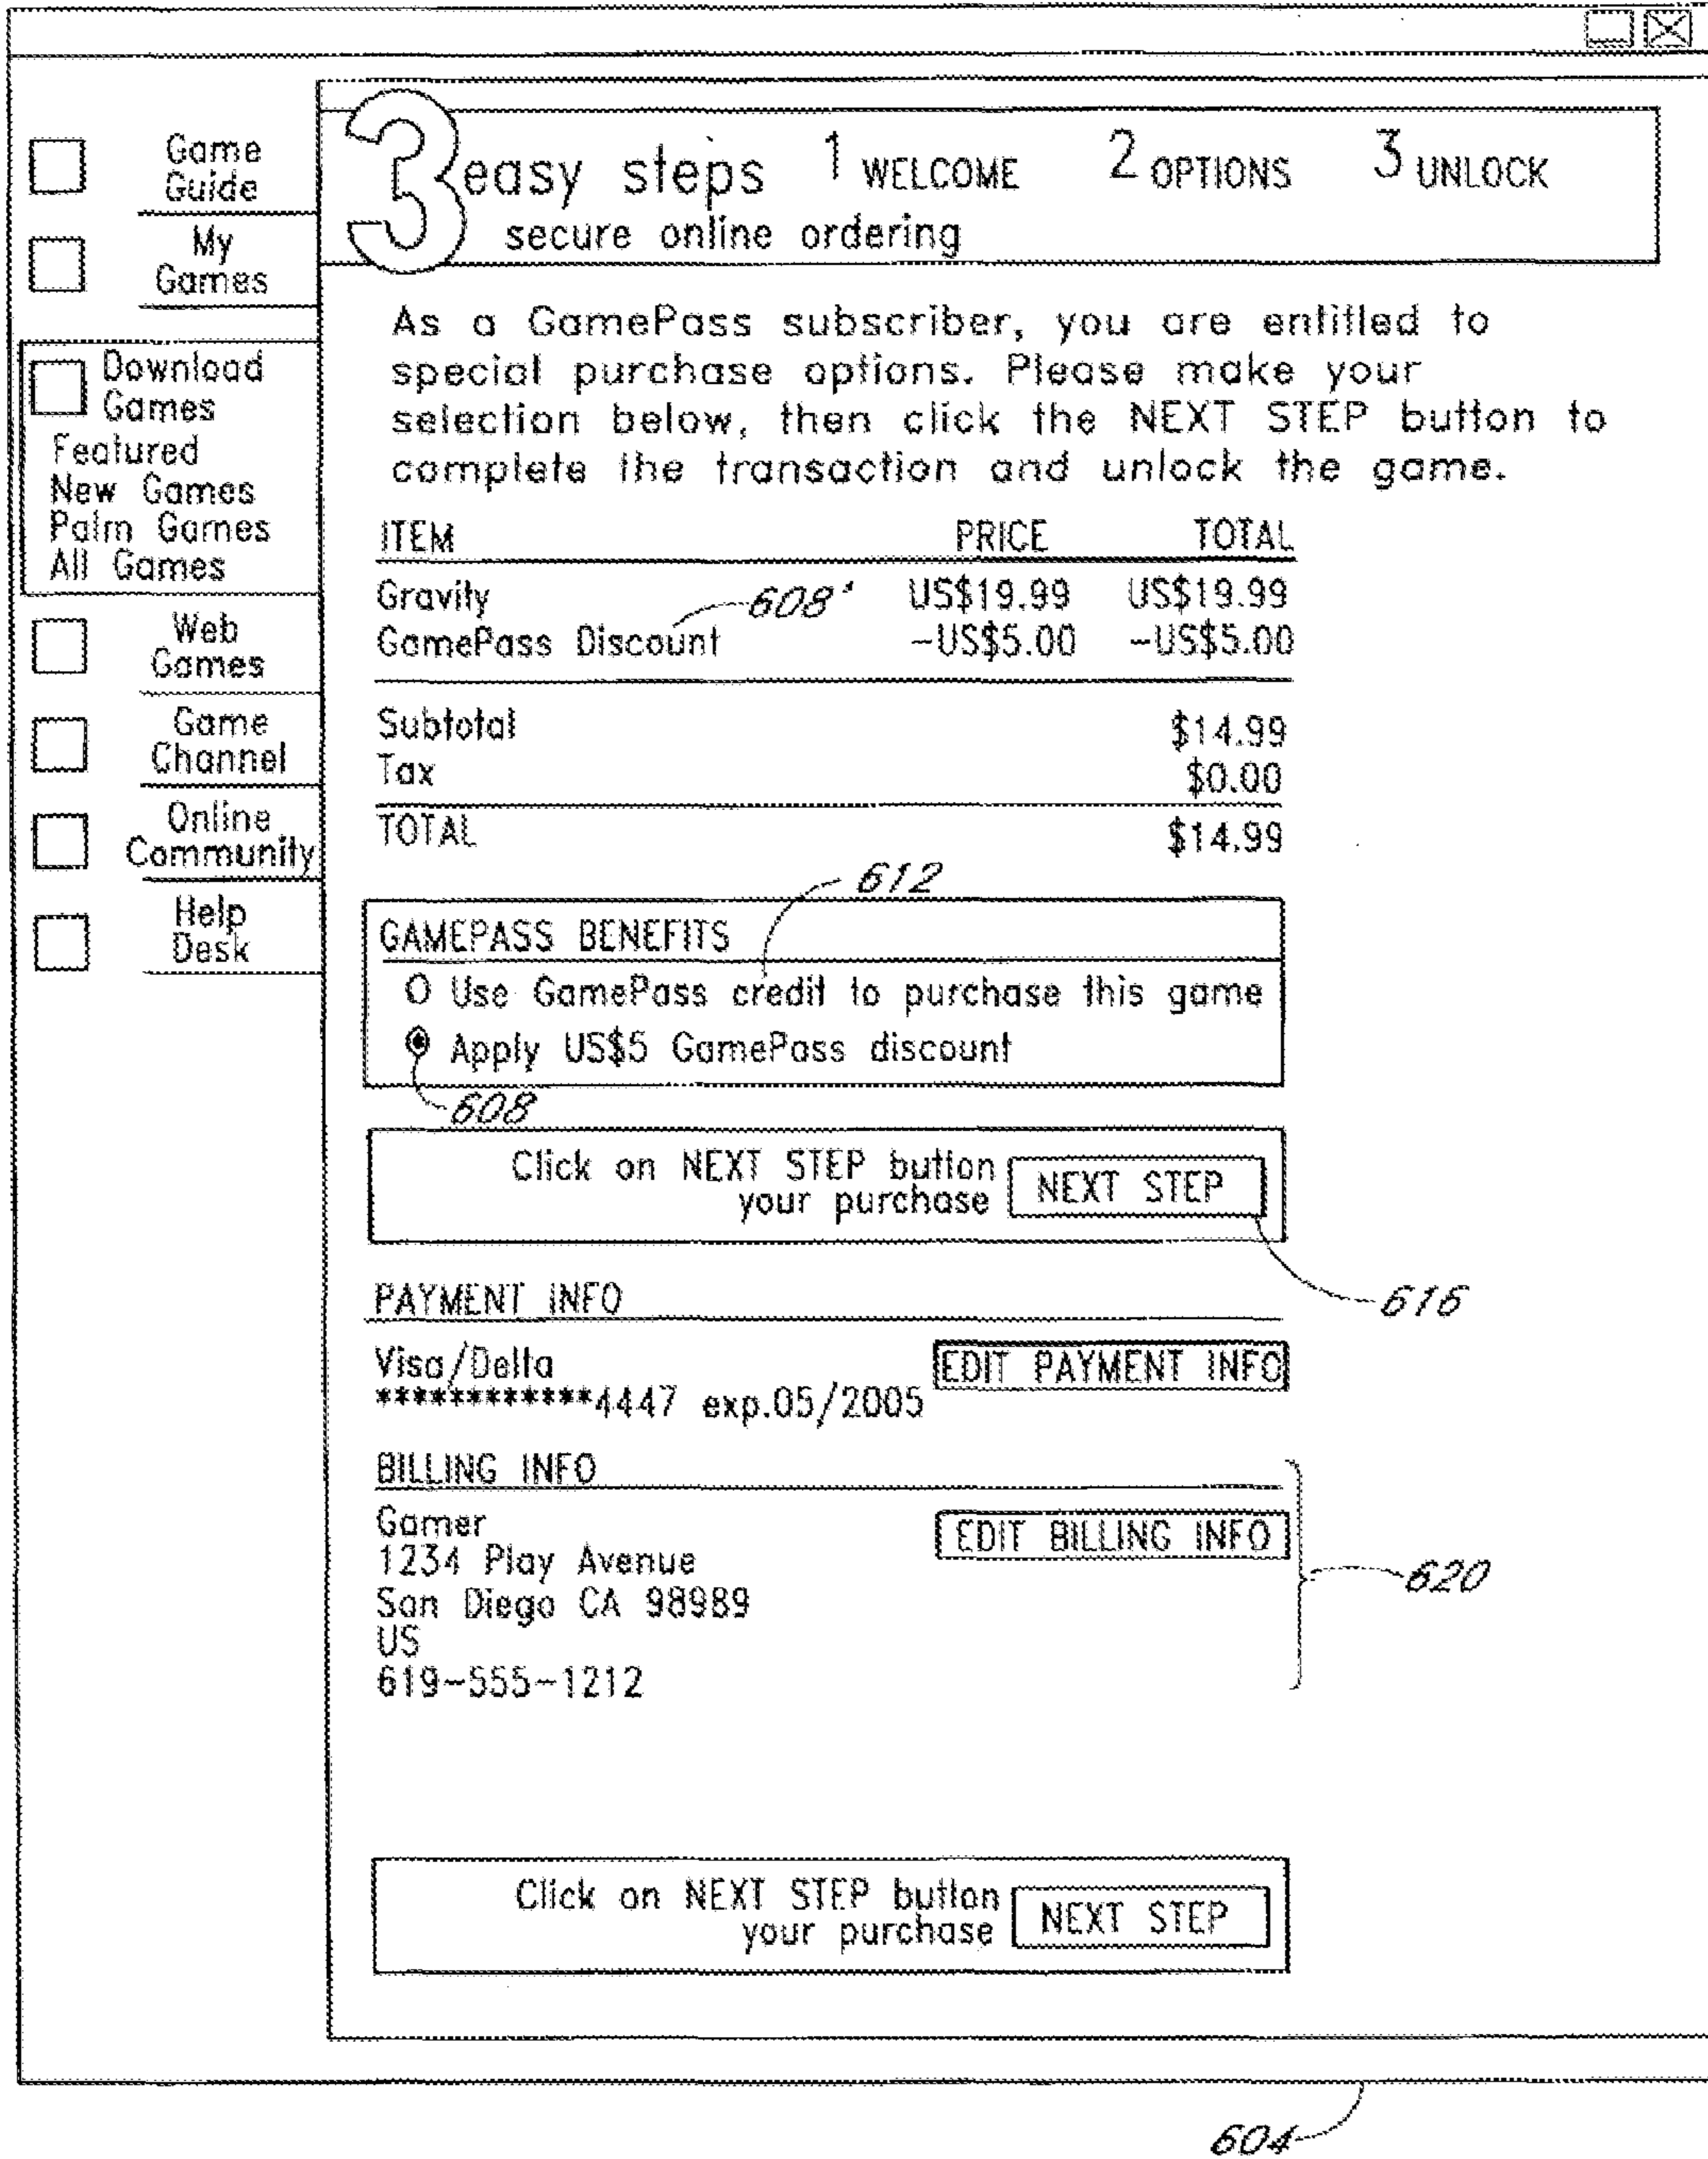 Game
Guide
My
Games
Download
Games
Featured
New Games
Palm Games
All Games
Web
Games
Game
Channel
Online
Community
Help
Desk
3 easy steps 1 WELCOME 2 OPTIONS 3 UNLOCK
secure online ordering
As a GamePass subscriber, you are entitled to
special purchase options. Please make your
selection below, then click the NEXT STEP button to
complete the transaction and unlock the game.
ITEM PRICE TOTAL
Gravity US$19.99 US$19.99
608'
GamePass Discount -US$5.00 -US$5.00
Subtotal $14.99
Tax $0.00
TOTAL $14.99
612
GAMEPASS BENEFITS
Use GamePass credit to purchase this game
Apply US$5 GamePass discount
608
Click on NEXT STEP button
your purchase
NEXT STEP
616
PAYMENT INFO
Visa/Delta
************4447 exp.05/2005
EDIT PAYMENT INFO
BILLING INFO
Gamer
1234 Play Avenue
San Diego CA 98989
US
619-555-1212
EDIT BILLING INFO
620
Click on NEXT STEP button
your purchase
NEXT STEP
604